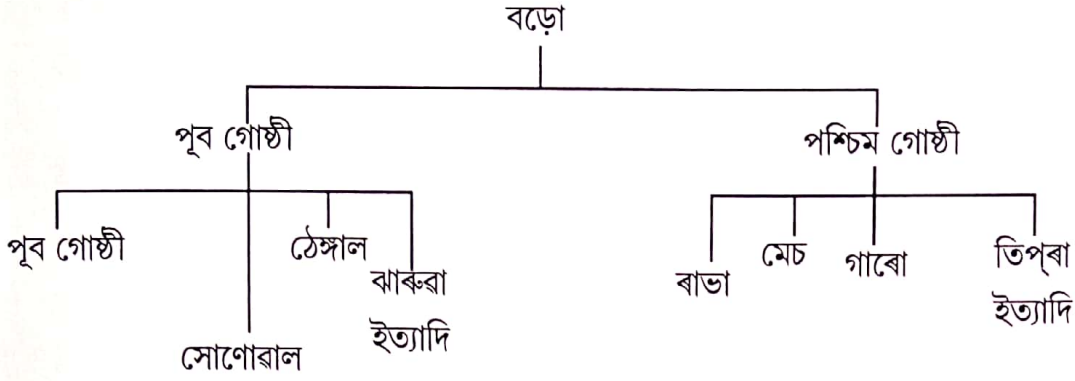 বড়ো
পূব গোষ্ঠী
পশ্চিম গোষ্ঠী
পূব গোষ্ঠী
সোণোৱাল
ঠেঙ্গাল
ঝাৰুৱা
ইত্যাদি
ৰাভা
মেচ
গাৰো
তিপ্‌ৰা
ইত্যাদি